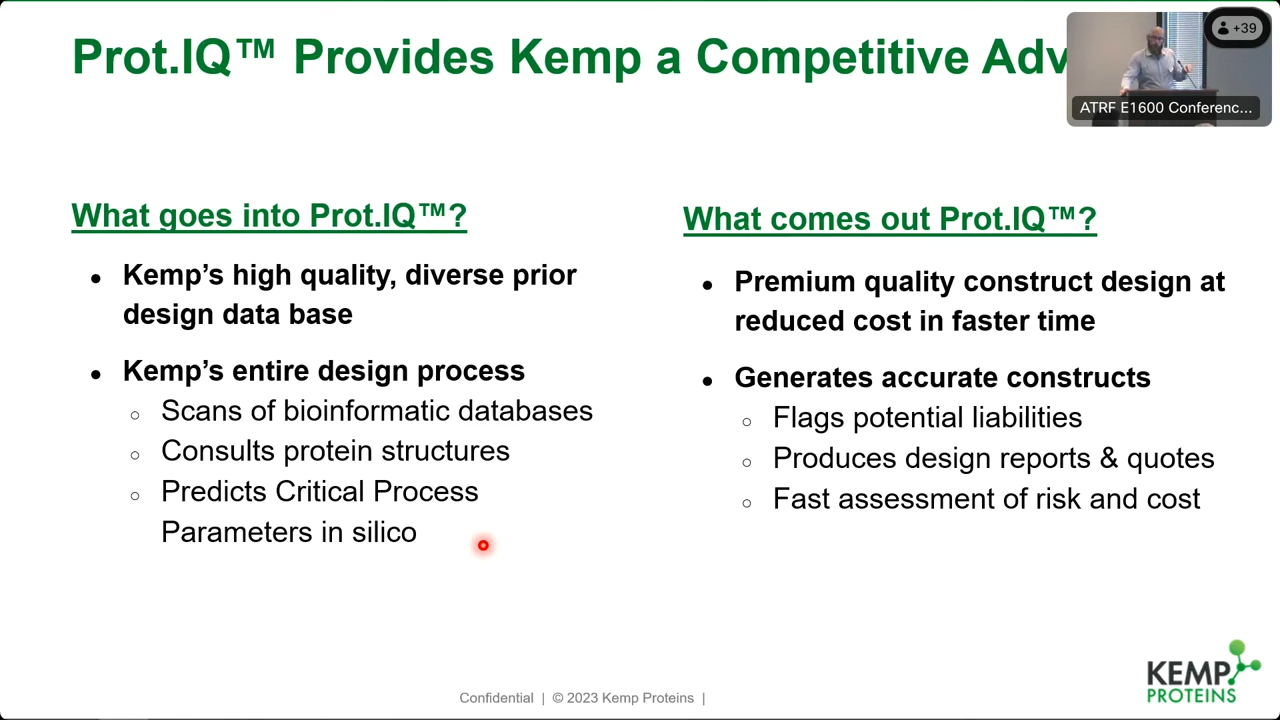 Prot.IQ™ Provides Kemp a Competitive Adv
+39
ATRF E1600 Conferenc...
What goes into Prot.IQ™?
● Kemp's high quality, diverse prior
design data base
● Kemp's entire design process
○ Scans of bioinformatic databases
○ Consults protein structures
○ Predicts Critical Process
Parameters in silico
What comes out Prot.IQ™?
● Premium quality construct design at
reduced cost in faster time
● Generates accurate constructs
○ Flags potential liabilities
○ Produces design reports & quotes
○ Fast assessment of risk and cost
Confidential | © 2023 Kemp Proteins |
KEMP
PROTEINS